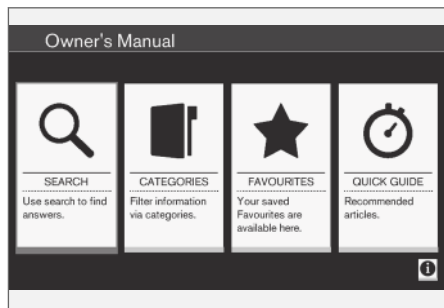 Owner's Manual
SEARCH
Use search to find
answers.
CATEGORIES
Filter information
via categories.
FAVOURITES
Your saved
Favourites are
available here.
QUICK GUIDE
Recommended
articles.
i